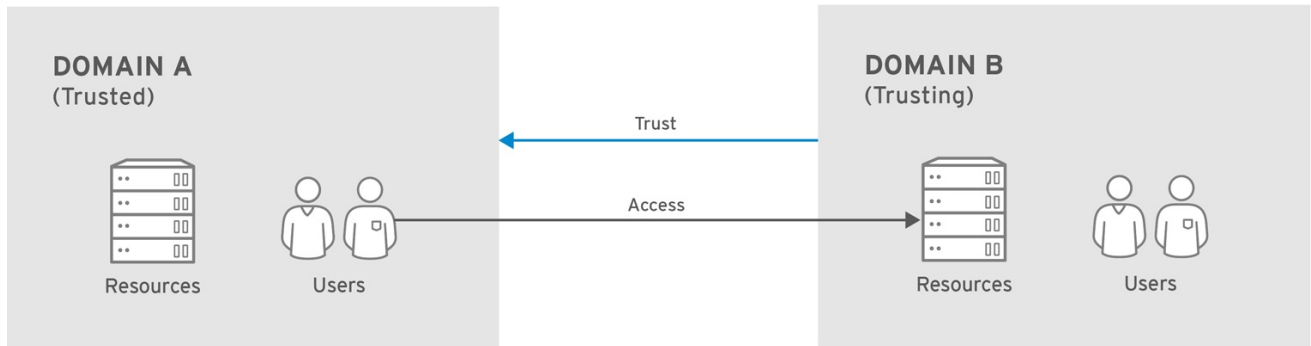 DOMAIN A
(Trusted)
Resources
Users
Trust
Access
DOMAIN B
(Trusting)
Resources
Users